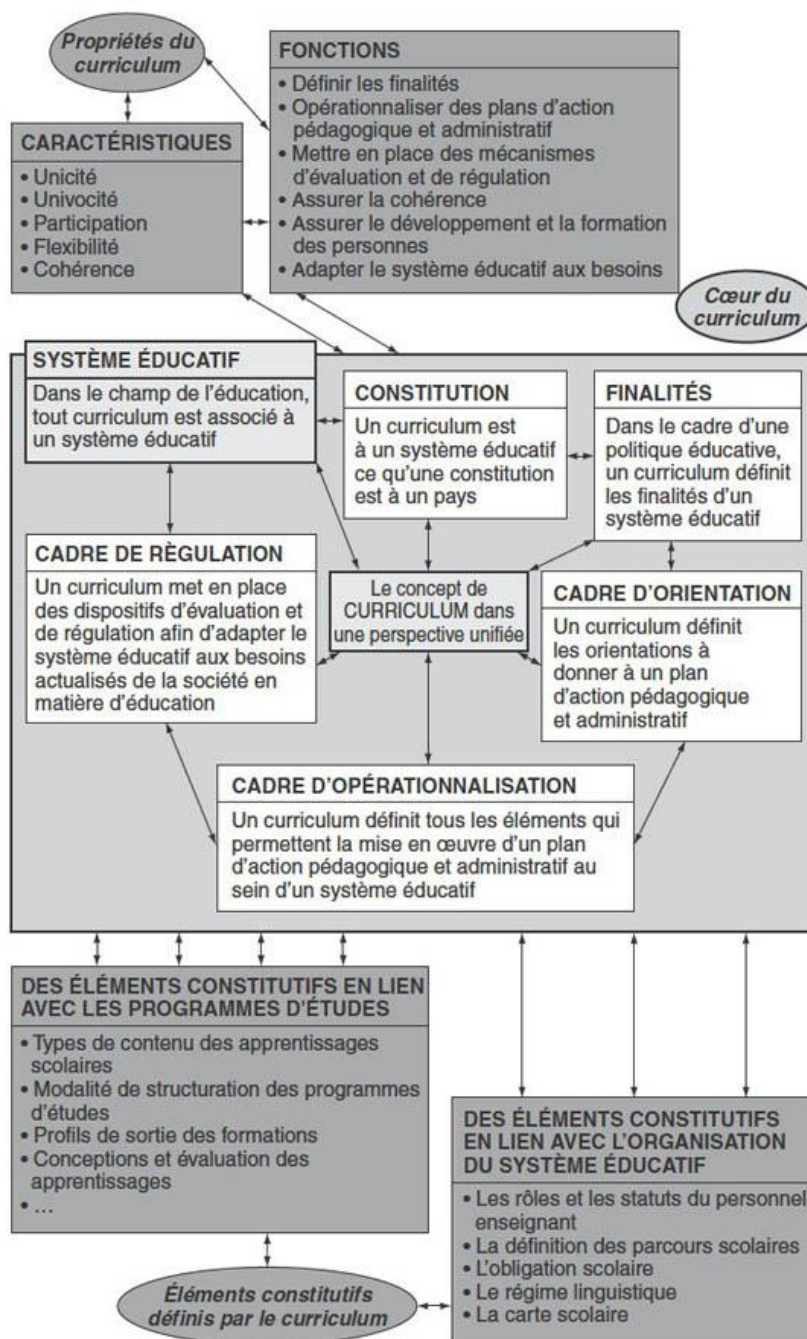 Propriétés du
curriculum
FONCTIONS
• Définir les finalités
• Opérationnaliser des plans d'action
pédagogique et administratif
• Mettre en place des mécanismes
d'évaluation et de régulation
• Assurer la cohérence
• Assurer le développement et la formation
des personnes
• Adapter le système éducatif aux besoins
CARACTÉRISTIQUES
• Unicité
• Univocité
• Participation
• Flexibilité
• Cohérence
Cœur du
curriculum
SYSTÈME ÉDUCATIF
Dans le champ de l'éducation,
tout curriculum est associé à
un système éducatif
CONSTITUTION
Un curriculum est
à un système éducatif
ce qu'une constitution
est à un pays
FINALITÉS
Dans le cadre d'une
politique éducative,
un curriculum définit
les finalités d'un
système éducatif
CADRE DE RÈGULATION
Un curriculum met en place
des dispositifs d'évaluation et
de régulation afin d'adapter le
système éducatif aux besoins
actualisés de la société en
matière d'éducation
Le concept de
CURRICULUM dans
une perspective unifiée
CADRE D'ORIENTATION
Un curriculum définit
les orientations à
donner à un plan
d'action pédagogique
et administratif
CADRE D'OPÉRATIONNALISATION
Un curriculum définit tous les éléments qui
permettent la mise en œuvre d'un plan
d'action pédagogique et administratif au
sein d'un système éducatif
DES ÉLÉMENTS CONSTITUTIFS EN LIEN
AVEC LES PROGRAMMES D'ÉTUDES
• Types de contenu des apprentissages
scolaires
• Modalité de structuration des programmes
d'études
• Profils de sortie des formations
• Conceptions et évaluation des
apprentissages
• ...
DES ÉLÉMENTS CONSTITUTIFS
EN LIEN AVEC L'ORGANISATION
DU SYSTÈME ÉDUCATIF
• Les rôles et les statuts du personnel
enseignant
• La définition des parcours scolaires
• L'obligation scolaire
• Le régime linguistique
• La carte scolaire
Éléments constitutifs
définis par le curriculum